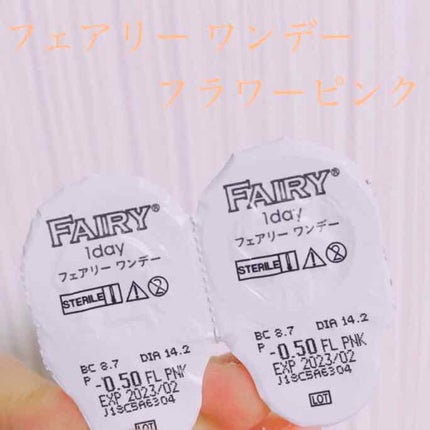 フェアリー ワンデー
フラワーピンク
FAIRY®
1day
フェアリー ワンデー
STERILE
BC 8.7 DIA 14.2
P -0.50 FL PNK
EXP 2023/02
J18C5A6304
LOT
FAIRY®
1day
フェアリー ワンデー
STERILE
BC 8.7 DIA 14.2
P -0.50 FL PNK
EXP 2023/02
J18C5A6304
LOT